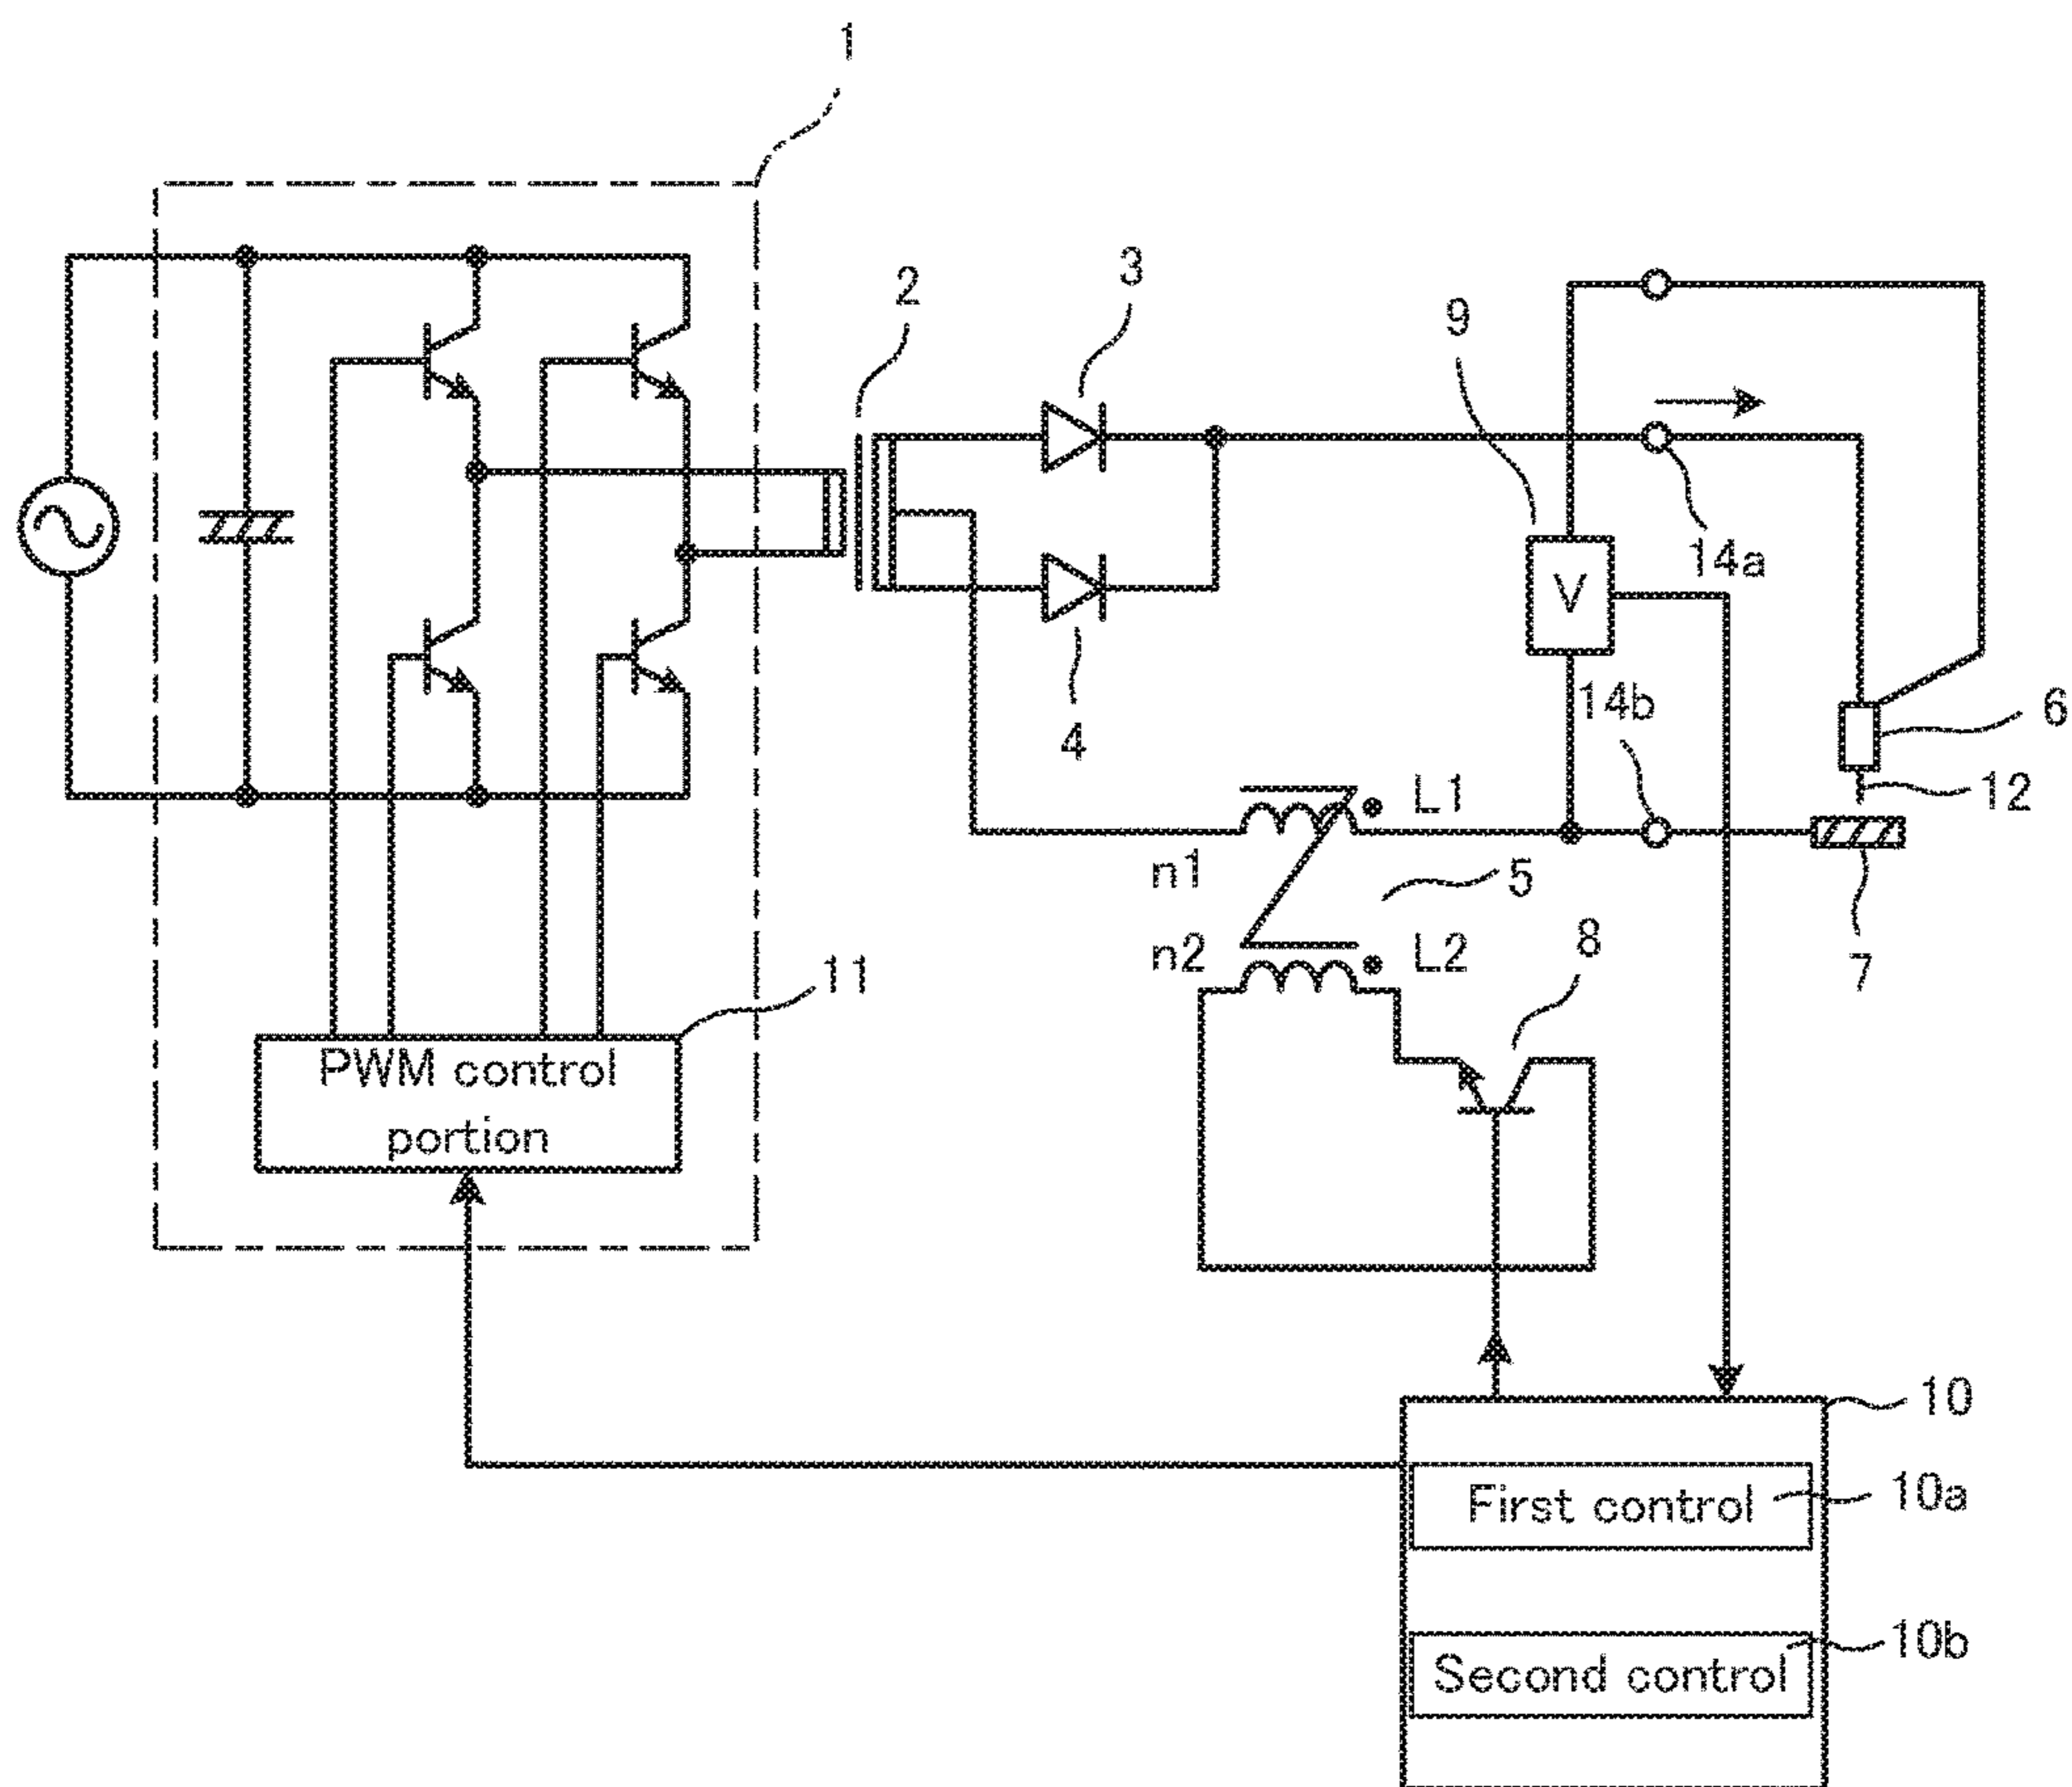 1
2
3
9
14a
V
4
14b
6
L1
12
n1
5
n2
L2
8
7
11
PWM control
portion
10
First control
10a
10b
Second control